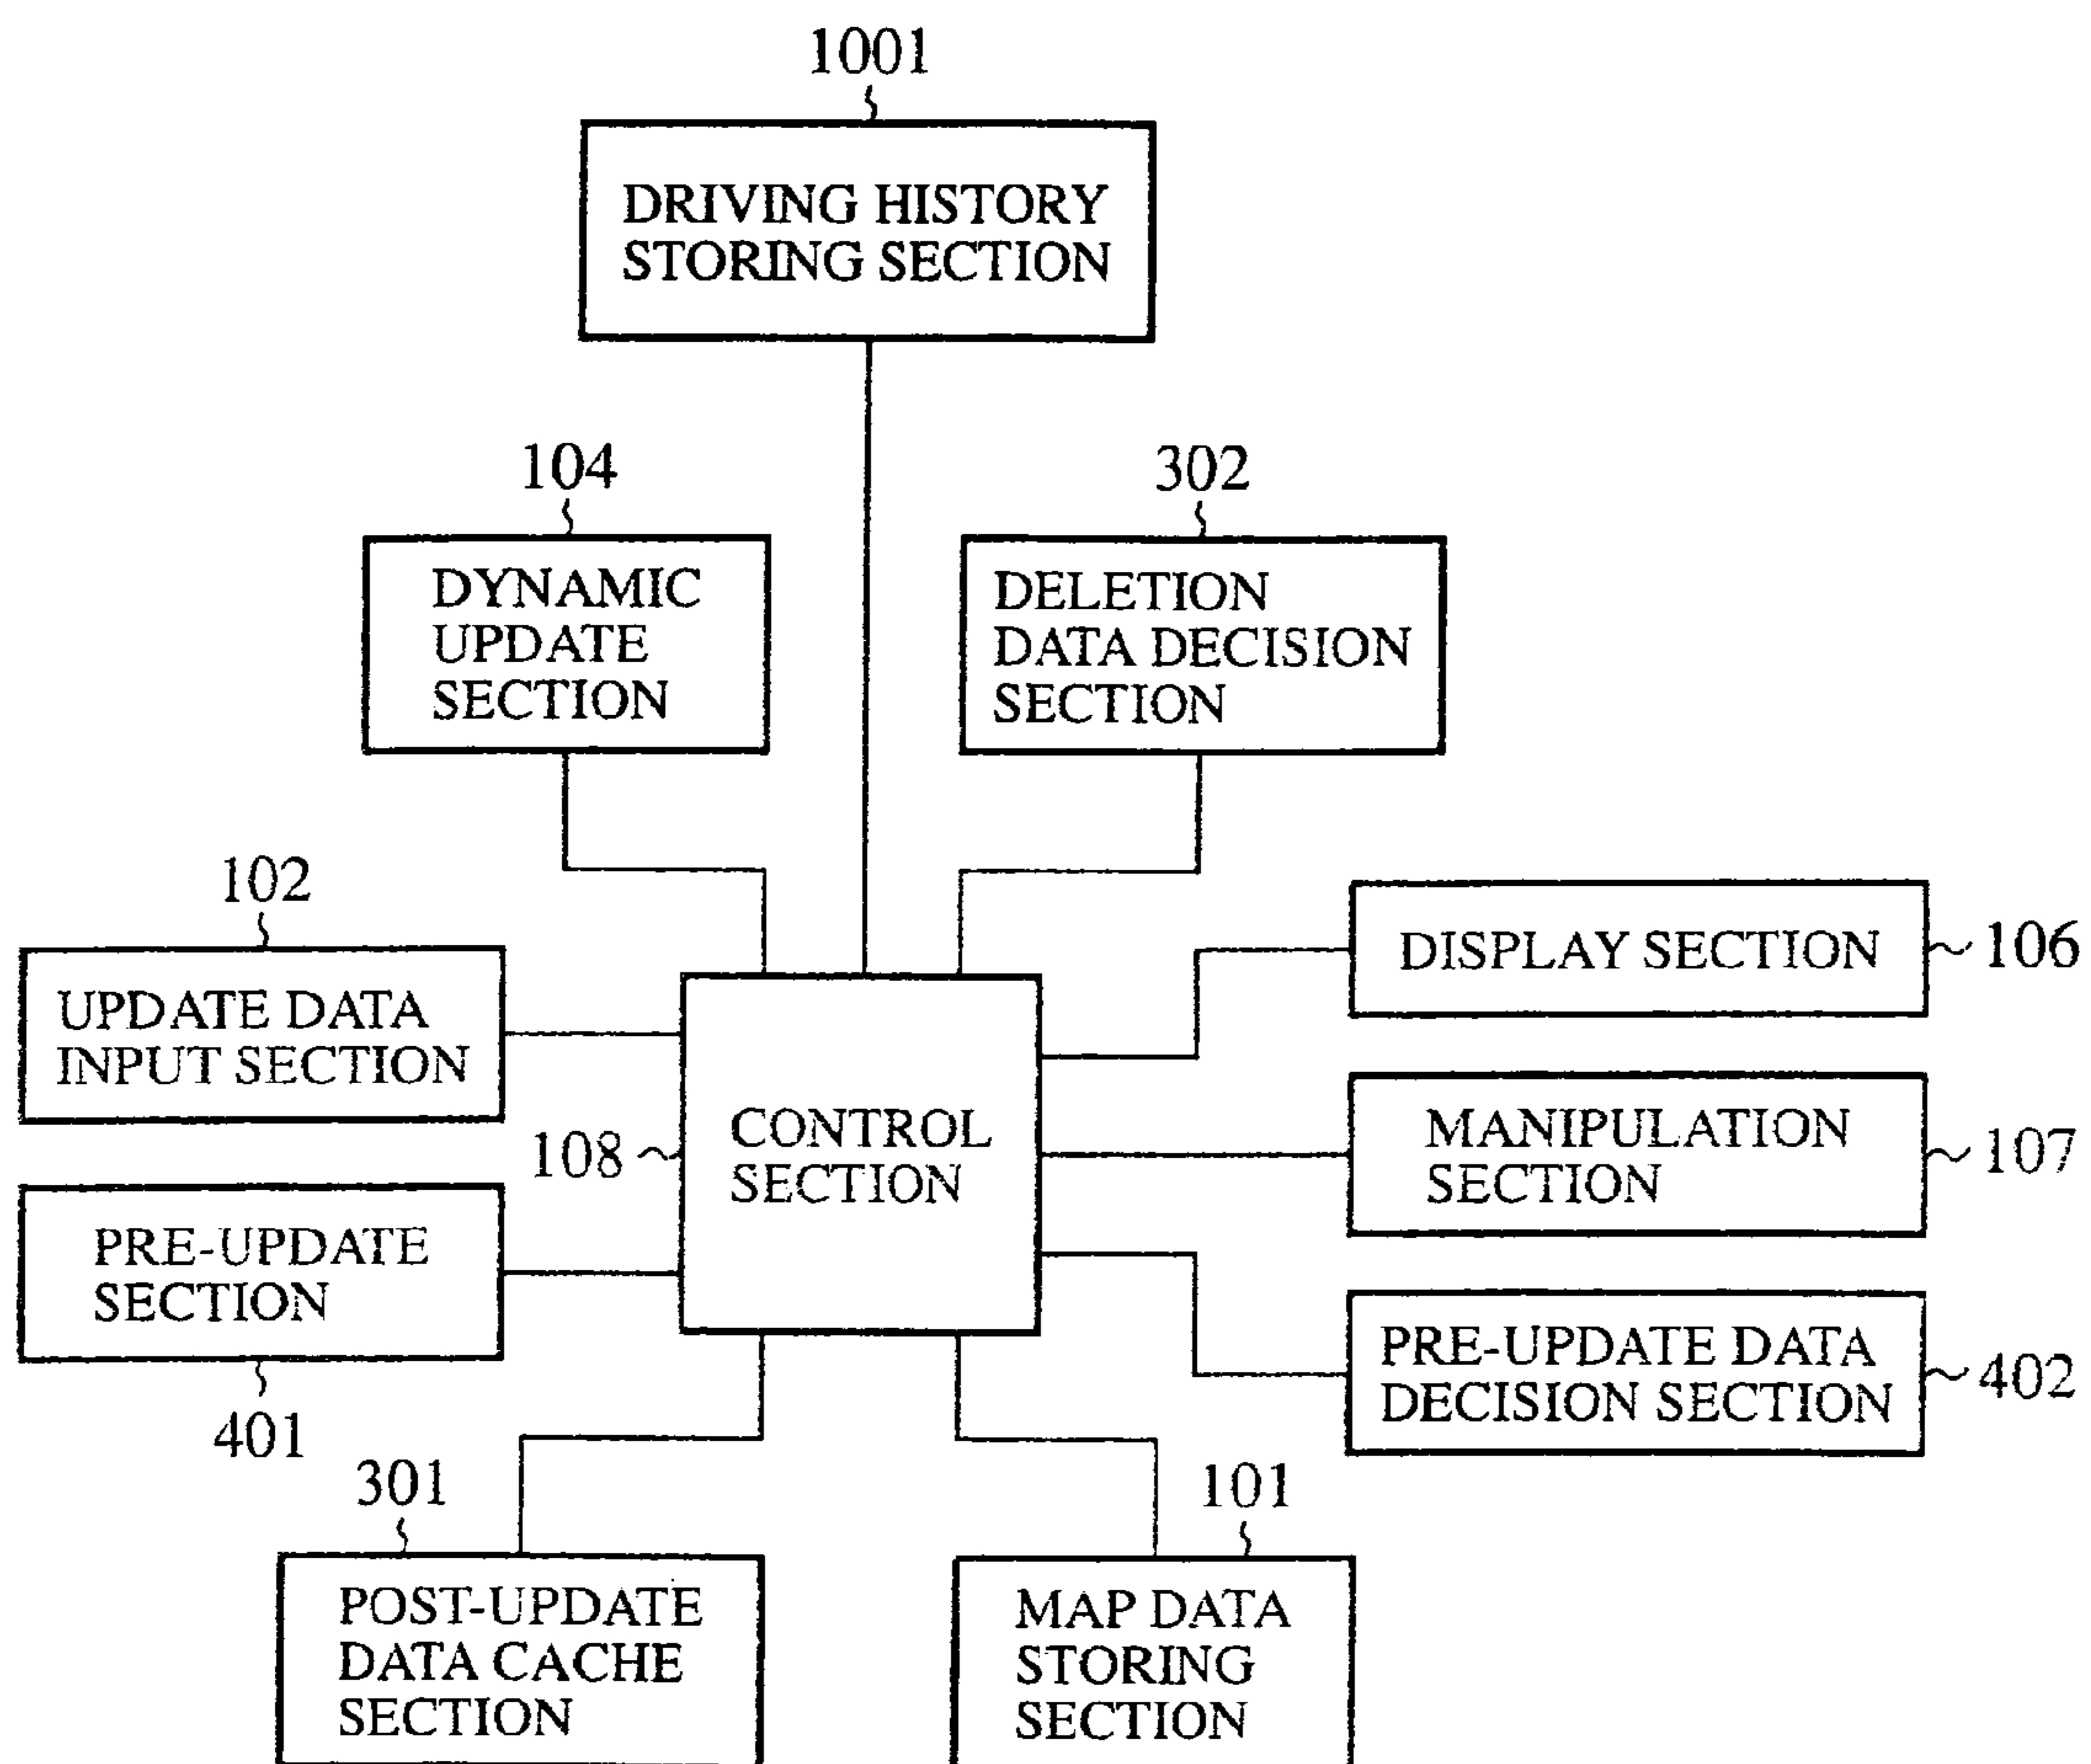 1001
DRIVING HISTORY
STORING SECTION
104
DYNAMIC
UPDATE
SECTION
302
DELETION
DATA DECISION
SECTION
102
UPDATE DATA
INPUT SECTION
DISPLAY SECTION
106
108
CONTROL
SECTION
MANIPULATION
SECTION
107
PRE-UPDATE
SECTION
401
PRE-UPDATE DATA
DECISION SECTION
402
301
POST-UPDATE
DATA CACHE
SECTION
101
MAP DATA
STORING
SECTION